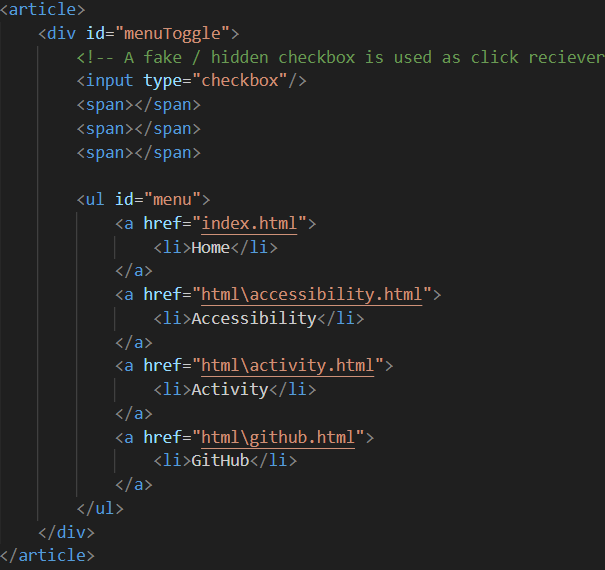 <article>
<div id="menuToggle">
<!-- A fake / hidden checkbox is used as click reciever
<input type="checkbox"/>
<span></span>
<span></span>
<span></span>
<ul id="menu">
<a href="index.html">
<li>Home</li>
</a>
<a href="html\accessibility.html">
<li>Accessibility</li>
</a>
<a href="html\activity.html">
<li>Activity</li>
</a>
<a href="html\github.html">
<li>GitHub</li>
</a>
</ul>
</div>
</article>